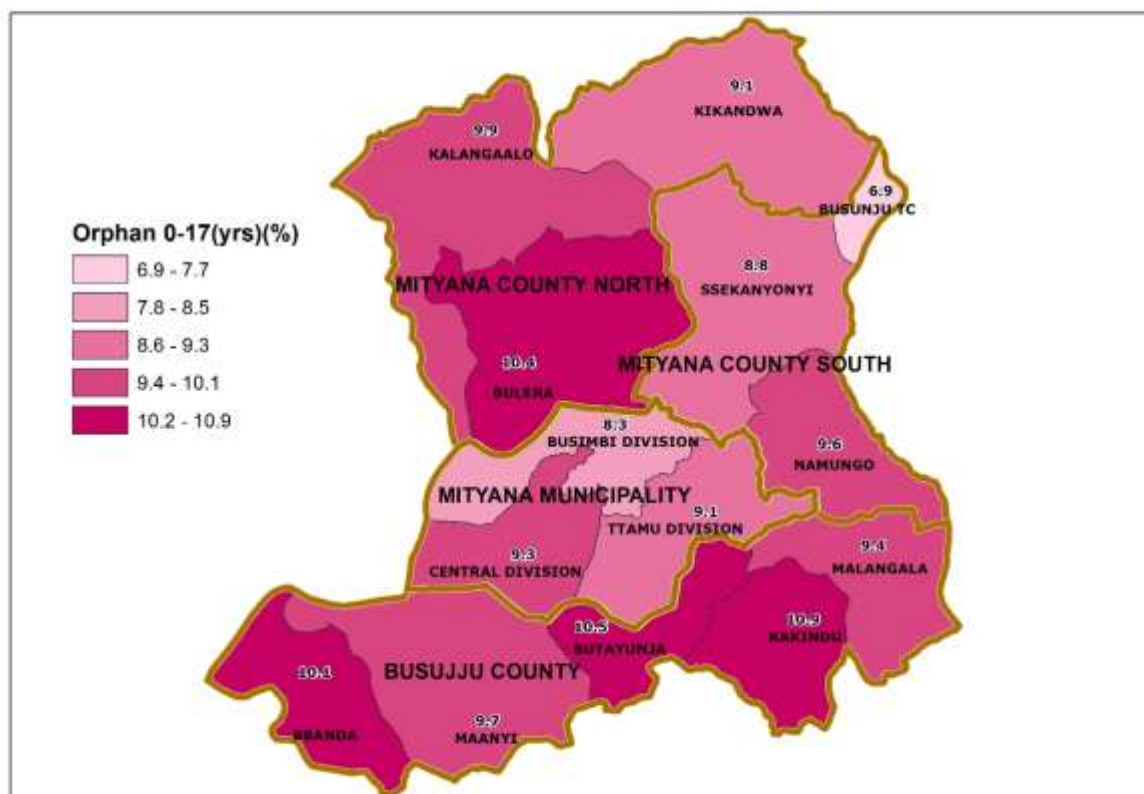 9.1
KIKANDWA
9.9
KALANGAALO
6.9
BUSUNJU TC
Orphan 0-17(yrs)(%)
6.9 - 7.7
7.8 - 8.5
8.6 - 9.3
9.4 - 10.1
10.2 - 10.9
8.8
SSEKANYONYI
MITYANA COUNTY NORTH
10.4
BULERA
MITYANA COUNTY SOUTH
8.3
BUSIMBI DIVISION
9.6
NAMUNGO
MITYANA MUNICIPALITY
9.1
TTAMU DIVISION
9.3
CENTRAL DIVISION
9.4
MALANGALA
10.5
BUTAYUNJA
10.9
KAKINDU
10.1
BBANDA
BUSUJJU COUNTY
9.7
MAANYI